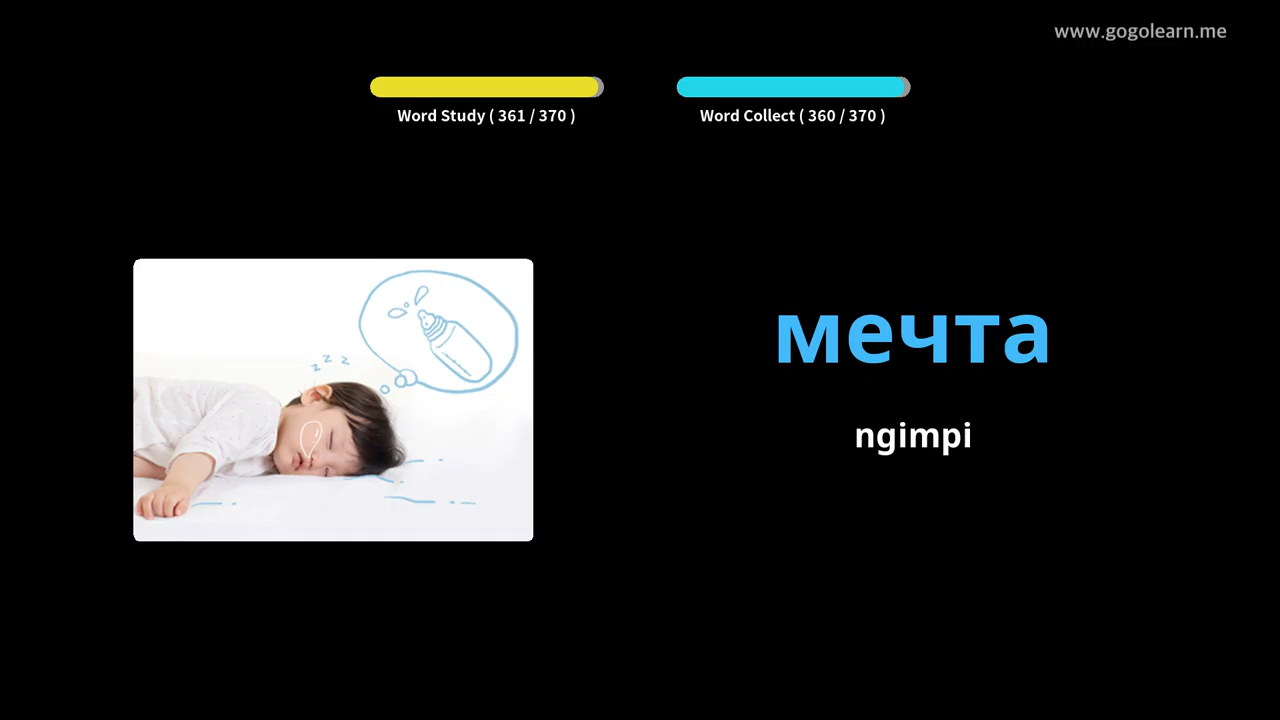 www.gogolearn.me
Word Study ( 361 / 370 )
Word Collect ( 360 / 370 )
z z z
мечта
ngimpi